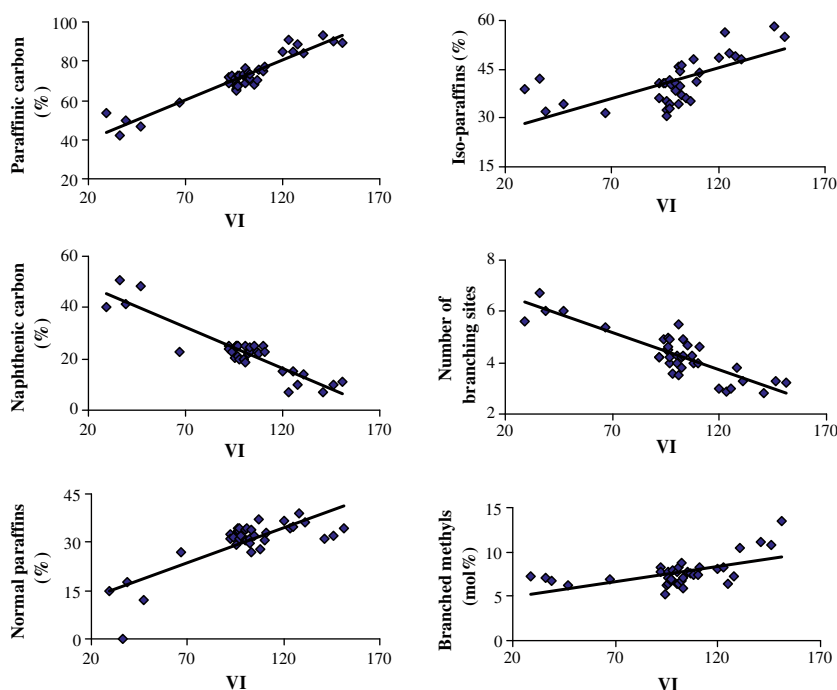 Paraffinic carbon
(%)
100
80
60
40
20
20 70 120 170
VI
Iso-paraffins (%)
60
45
30
15
20 70 120 170
VI
Naphthenic carbon
(%)
60
40
20
0
20 70 120 170
VI
Number of
branching sites
8
6
4
2
20 70 120 170
VI
Normal paraffins
(%)
45
30
15
0
20 70 120 170
VI
Branched methyls
(mol%)
15
10
5
0
20 70 120 170
VI